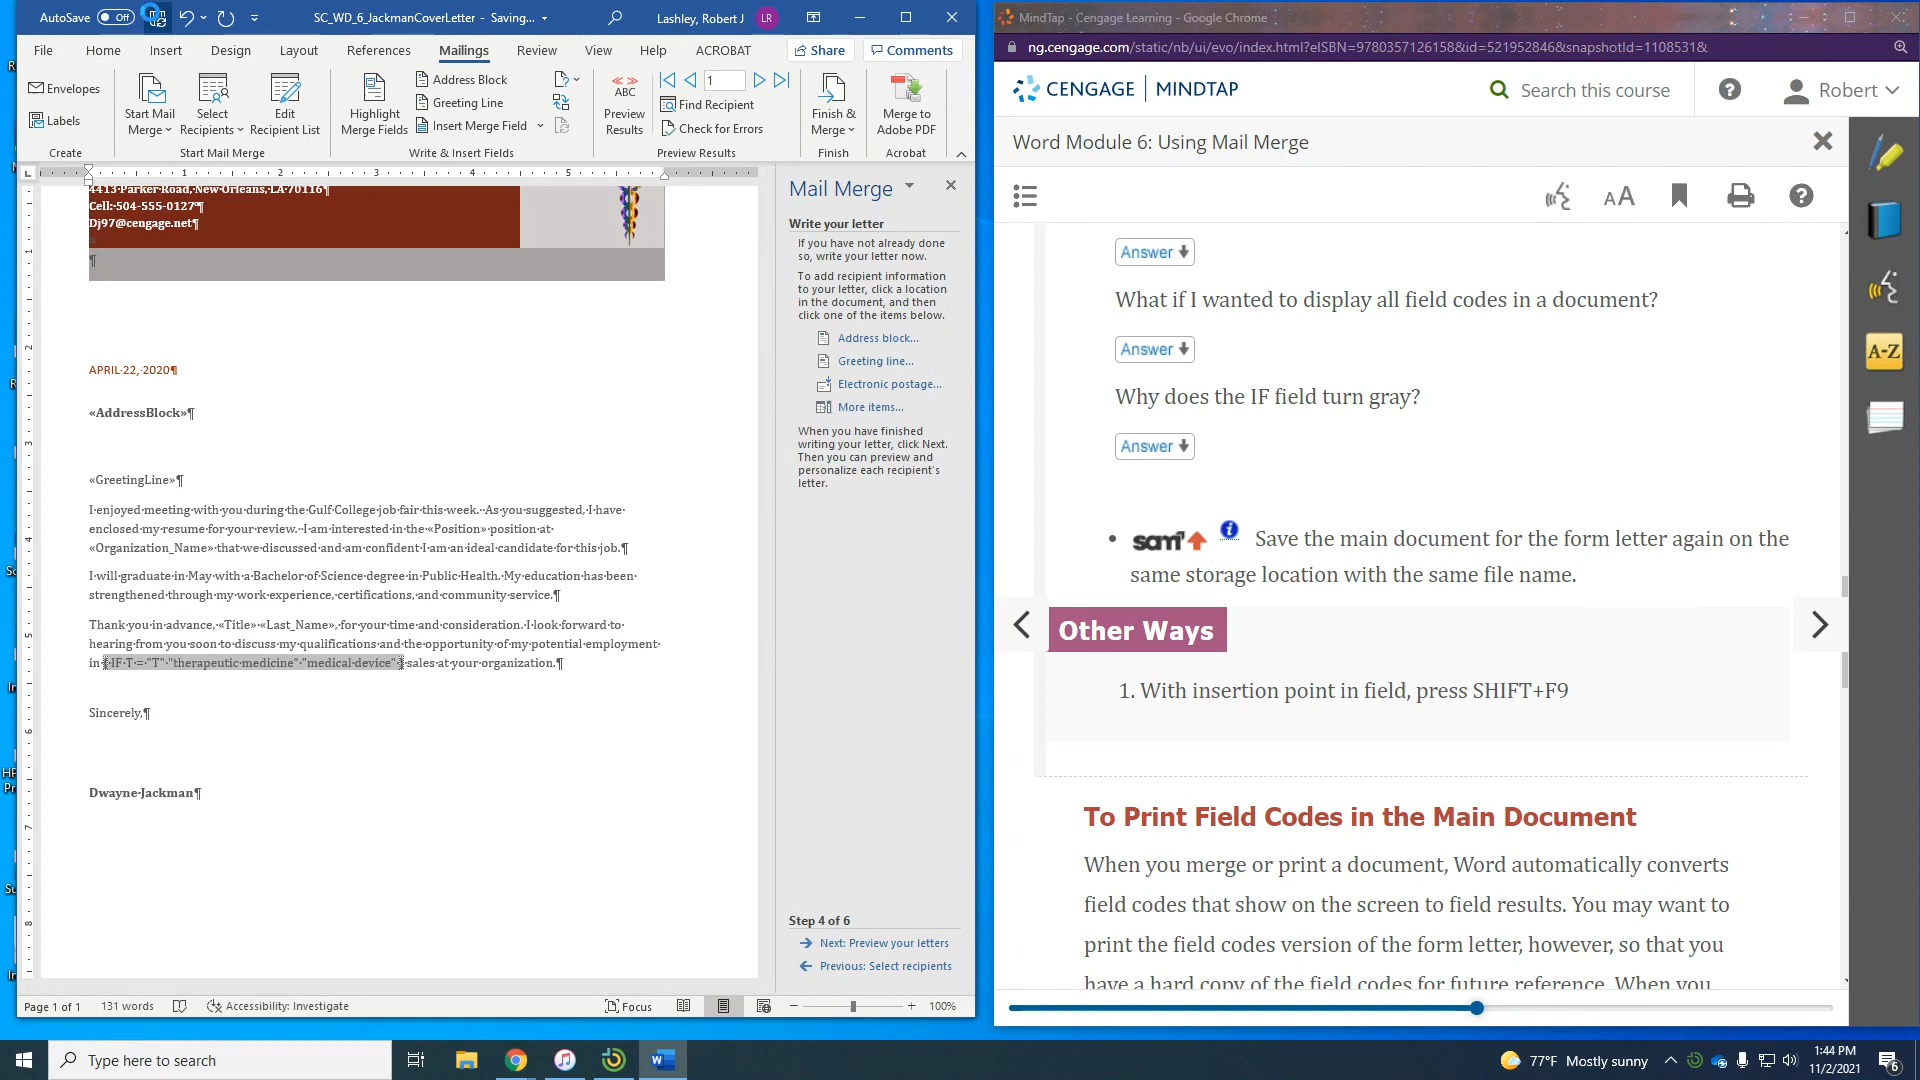 AutoSave Off SC_WD_6_JackmanCoverLetter - Saving... Lashley, Robert J LR
File Home Insert Design Layout References Mailings Review View Help ACROBAT Share Comments
Envelopes
Labels
Create
Start Mail Merge
Select Recipients
Edit Recipient List
Start Mail Merge
Highlight Merge Fields
Address Block
Greeting Line
Insert Merge Field
Write & Insert Fields
ABC
Preview Results
1
Find Recipient
Check for Errors
Preview Results
Finish & Merge
Finish
Merge to Adobe PDF
Acrobat
4413·Parker·Road,·New·Orleans,·LA·70116¶
Cell:·504-555-0127¶
Dj97@cengage.net¶
¶
APRIL·22,·2020¶
«AddressBlock»¶
«GreetingLine»¶
I·enjoyed·meeting·with·you·during·the·Gulf·College·job·fair·this·week.··As·you·suggested,·I·have·
enclosed·my·resume·for·your·review.··I·am·interested·in·the·«Position»·position·at·
«Organization_Name»·that·we·discussed·and·am·confident·I·am·an·ideal·candidate·for·this·job.¶
I·will·graduate·in·May·with·a·Bachelor·of·Science·degree·in·Public·Health.·My·education·has·been·
strengthened·through·my·work·experience,·certifications,·and·community·service.¶
Thank·you·in·advance,·«Title»·«Last_Name»,·for·your·time·and·consideration.·I·look·forward·to·
hearing·from·you·soon·to·discuss·my·qualifications·and·the·opportunity·of·my·potential·employment·
in·{·IF·T·=·"T"·"therapeutic·medicine"·"medical·device"·}·sales·at·your·organization.¶
Sincerely,¶
Dwayne·Jackman¶
Mail Merge
Write your letter
If you have not already done
so, write your letter now.
To add recipient information
to your letter, click a location
in the document, and then
click one of the items below.
Address block...
Greeting line...
Electronic postage...
More items...
When you have finished
writing your letter, click Next.
Then you can preview and
personalize each recipient's
letter.
Step 4 of 6
Next: Preview your letters
Previous: Select recipients
Page 1 of 1 131 words Accessibility: Investigate Focus 100%
MindTap - Cengage Learning - Google Chrome
ng.cengage.com/static/nb/ui/evo/index.html?eISBN=9780357126158&id=521952846&snapshotId=1108531&
CENGAGE | MINDTAP Search this course Robert
Word Module 6: Using Mail Merge
AA
A-Z
Answer
What if I wanted to display all field codes in a document?
Answer
Why does the IF field turn gray?
Answer
• sam Save the main document for the form letter again on the
same storage location with the same file name.
Other Ways
1. With insertion point in field, press SHIFT+F9
To Print Field Codes in the Main Document
When you merge or print a document, Word automatically converts
field codes that show on the screen to field results. You may want to
print the field codes version of the form letter, however, so that you
have a hard copy of the field codes for future reference. When you
Type here to search
77°F Mostly sunny
1:44 PM
11/2/2021
6